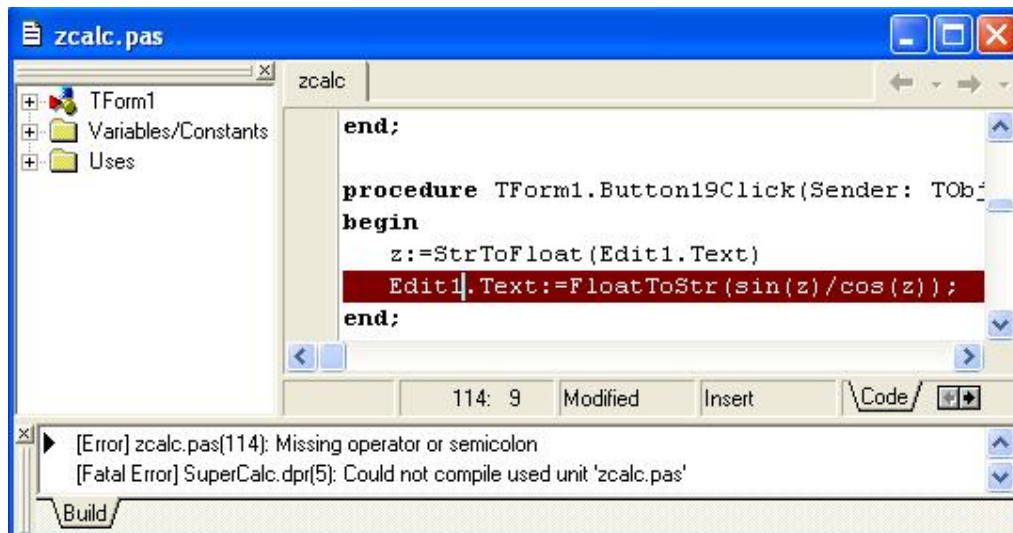 zcalc.pas
TForm1
Variables/Constants
Uses
zcalc
end;
procedure TForm1.Button19Click(Sender: TObj
begin
z:=StrToFloat(Edit1.Text)
Edit1.Text:=FloatToStr(sin(z)/cos(z));
end;
114: 9 Modified Insert \Code/
[Error] zcalc.pas(114): Missing operator or semicolon
[Fatal Error] SuperCalc.dpr(5): Could not compile used unit 'zcalc.pas'
\Build/